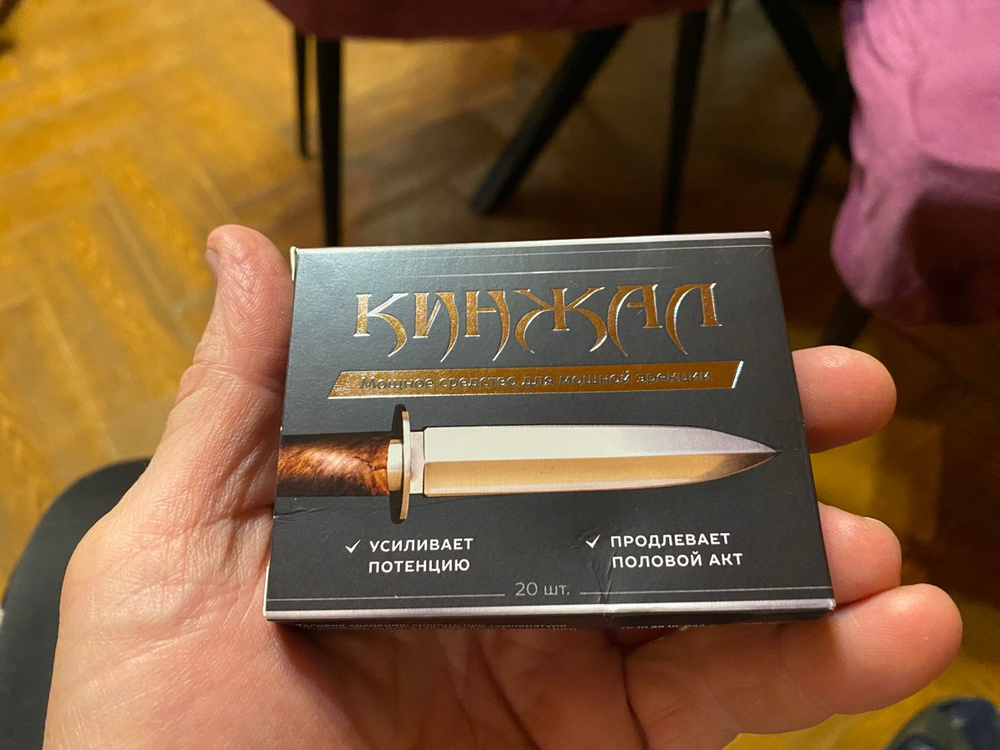 КИНЖАЛ
Мощное средство для мощной эрекции
✓ УСИЛИВАЕТ
ПОТЕНЦИЮ
✓ ПРОДЛЕВАЕТ
ПОЛОВОЙ АКТ
20 шт.